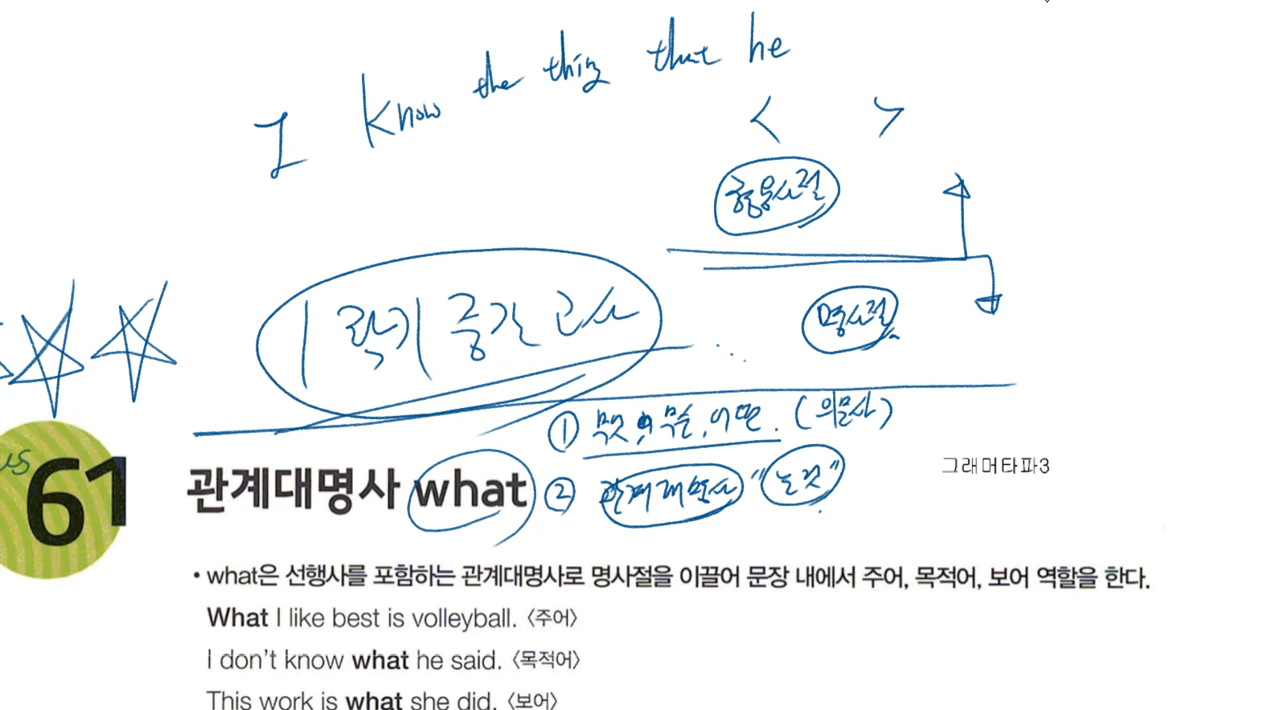 I know the thing that he
< >
형용사절
1학기 중간고사
명사절
① 무엇, 무슨, 어떤. (의문사)
us
61
관계대명사 what ② 관계대명사 "는 것"
그래머타파3
• what은 선행사를 포함하는 관계대명사로 명사절을 이끌어 문장 내에서 주어, 목적어, 보어 역할을 한다.
What I like best is volleyball. 〈주어〉
I don't know what he said. 〈목적어〉
This work is what she did. 〈보어〉